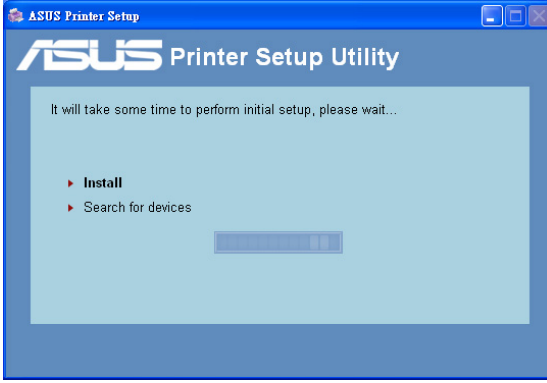 ASUS Printer Setup
ASUS Printer Setup Utility
It will take some time to perform initial setup, please wait...
Install
Search for devices